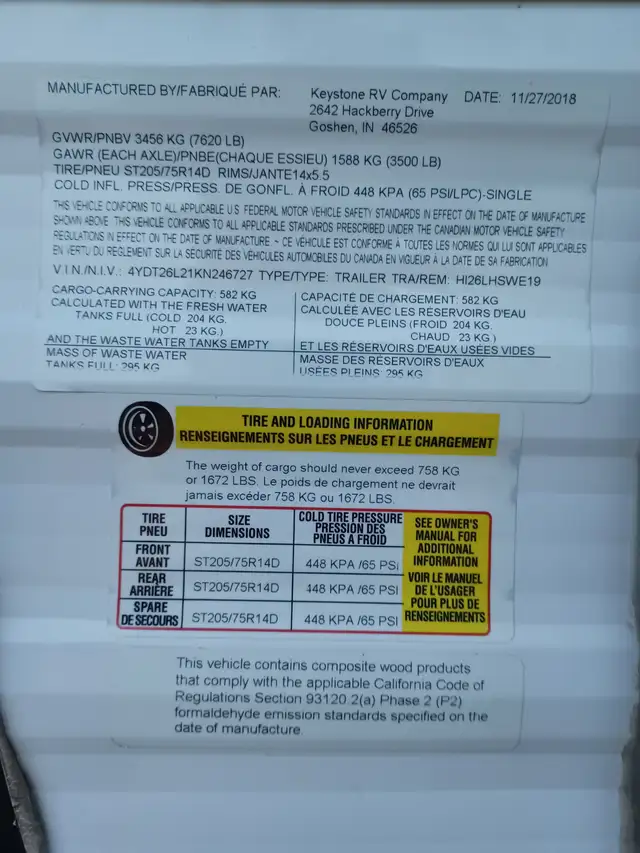 MANUFACTURED BY/FABRIQUÉ PAR: Keystone RV Company DATE: 11/27/2018
2642 Hackberry Drive
Goshen, IN 46526
GVWR/PNBV 3456 KG (7620 LB)
GAWR (EACH AXLE)/PNBE(CHAQUE ESSIEU) 1588 KG (3500 LB)
TIRE/PNEU ST205/75R14D RIMS/JANTE14x5.5
COLD INFL. PRESS/PRESS. DE GONFL. À FROID 448 KPA (65 PSI/LPC)-SINGLE
THIS VEHICLE CONFORMS TO ALL APPLICABLE U.S. FEDERAL MOTOR VEHICLE SAFETY STANDARDS IN EFFECT ON THE DATE OF MANUFACTURE
SHOWN ABOVE. THIS VEHICLE CONFORMS TO ALL APPLICABLE STANDARDS PRESCRIBED UNDER THE CANADIAN MOTOR VEHICLE SAFETY
REGULATIONS IN EFFECT ON THE DATE OF MANUFACTURE ~ CE VÉHICULE EST CONFORME À TOUTES LES NORMES QUI LUI SONT APPLICABLES
EN VERTU DU RÈGLEMENT SUR LA SÉCURITÉ DES VÉHICULES AUTOMOBILES DU CANADA EN VIGUEUR À LA DATE DE SA FABRICATION
V.I.N./N.I.V.: 4YDT26L21KN246727 TYPE/TYPE: TRAILER TRA/REM: HI26LHSWE19
CARGO-CARRYING CAPACITY: 582 KG
CALCULATED WITH THE FRESH WATER
TANKS FULL (COLD 204 KG.
HOT 23 KG.)
AND THE WASTE WATER TANKS EMPTY
MASS OF WASTE WATER
TANKS FULL: 295 KG
CAPACITÉ DE CHARGEMENT: 582 KG
CALCULÉE AVEC LES RÉSERVOIRS D'EAU
DOUCE PLEINS (FROID 204 KG.
CHAUD 23 KG.)
ET LES RÉSERVOIRS D'EAUX USÉES VIDES
MASSE DES RÉSERVOIRS D'EAUX
USÉES PLEINS: 295 KG
TIRE AND LOADING INFORMATION
RENSEIGNEMENTS SUR LES PNEUS ET LE CHARGEMENT
The weight of cargo should never exceed 758 KG
or 1672 LBS. Le poids de chargement ne devrait
jamais excéder 758 KG ou 1672 LBS.
TIRE
PNEU
SIZE
DIMENSIONS
COLD TIRE PRESSURE
PRESSION DES
PNEUS A FROID
FRONT
AVANT
ST205/75R14D
448 KPA /65 PSI
REAR
ARRIÈRE
ST205/75R14D
448 KPA /65 PSI
SPARE
DE SECOURS
ST205/75R14D
448 KPA /65 PSI
SEE OWNER'S
MANUAL FOR
ADDITIONAL
INFORMATION
VOIR LE MANUEL
DE L'USAGER
POUR PLUS DE
RENSEIGNEMENTS
This vehicle contains composite wood products
that comply with the applicable California Code of
Regulations Section 93120.2(a) Phase 2 (P2)
formaldehyde emission standards specified on the
date of manufacture.